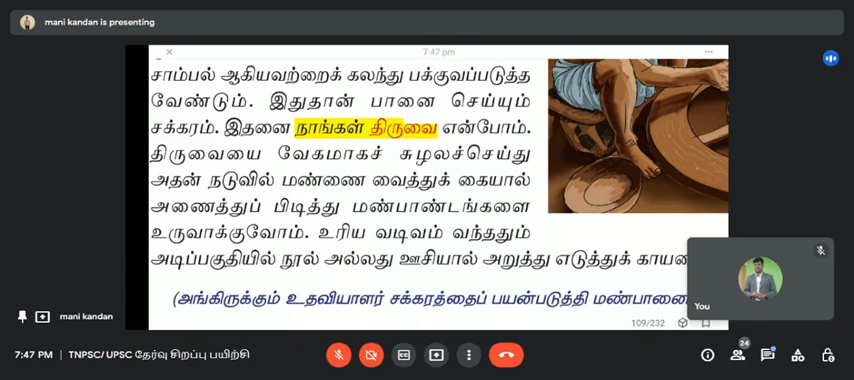 mani kandan is presenting
7:47 pm
சாம்பல் ஆகியவற்றைக் கலந்து பக்குவப்படுத்த
வேண்டும். இதுதான் பானை செய்யும்
சக்கரம். இதனை நாங்கள் திருவை என்போம்.
திருவையை வேகமாகச் சுழலச்செய்து
அதன் நடுவில் மண்ணை வைத்துக் கையால்
அணைத்துப் பிடித்து மண்பாண்டங்களை
உருவாக்குவோம். உரிய வடிவம் வந்ததும்
அடிப்பகுதியில் நூல் அல்லது ஊசியால் அறுத்து எடுத்துக்
(அங்கிருக்கும் உதவியாளர் சக்கரத்தைப் பயன்படுத்தி
109/232
You
mani kandan
7:47 PM | TNPSC/ UPSC தேர்வு சிறப்பு பயிற்சி
24